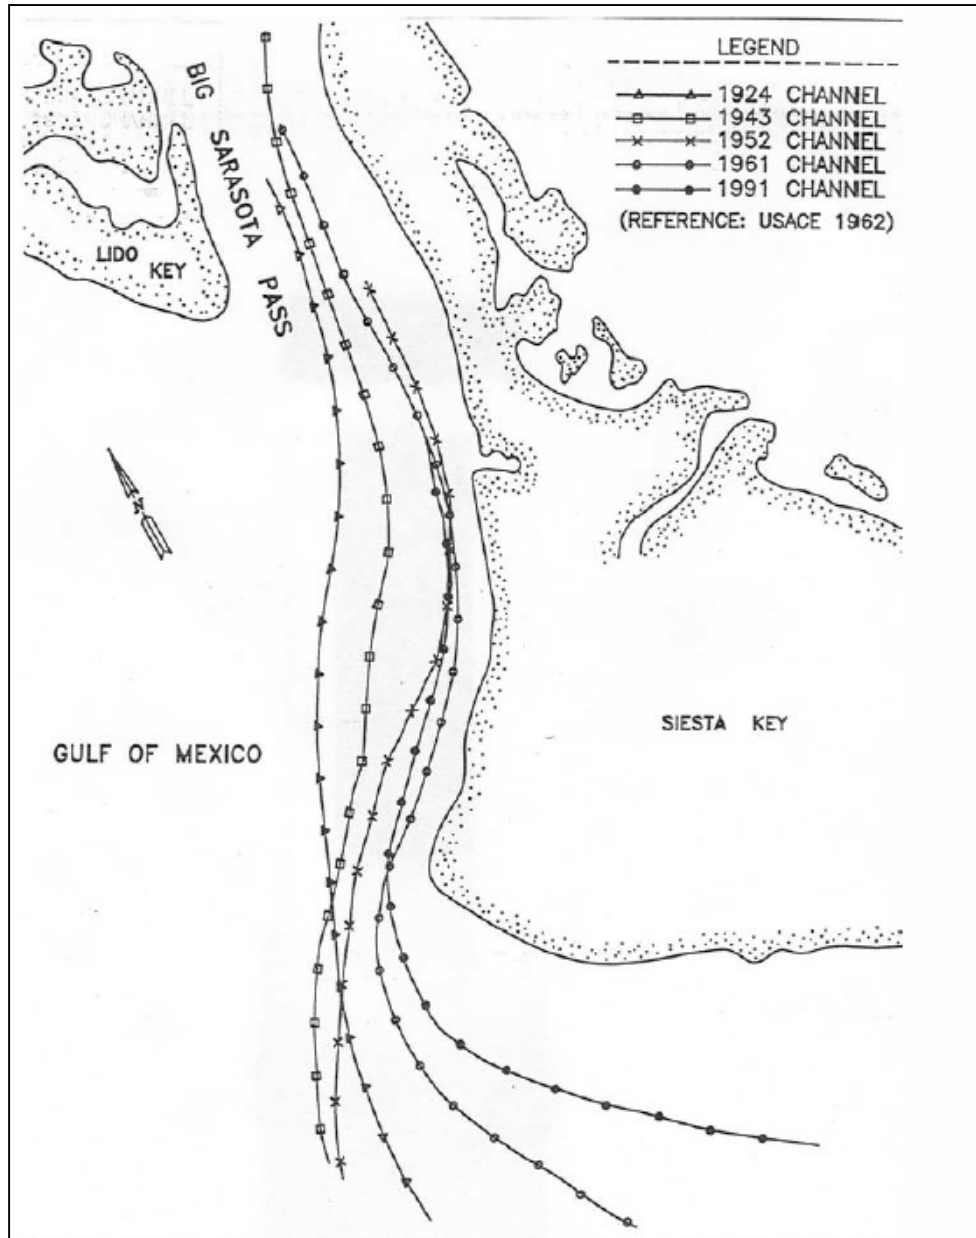 LEGEND
1924 CHANNEL
1943 CHANNEL
1952 CHANNEL
1961 CHANNEL
1991 CHANNEL
(REFERENCE: USACE 1962)
BIG SARASOTA PASS
LIDO
KEY
N
GULF OF MEXICO
SIESTA KEY